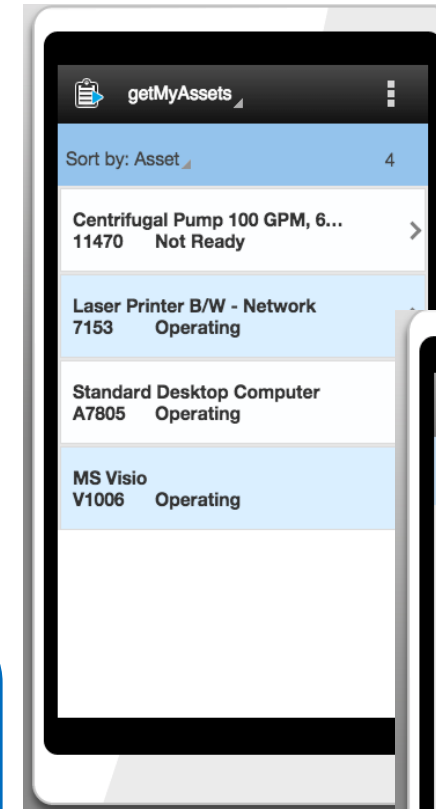 getMyAssets
Sort by: Asset 4
Centrifugal Pump 100 GPM, 6...
11470 Not Ready
Laser Printer B/W - Network
7153 Operating
Standard Desktop Computer
A7805 Operating
MS Visio
V1006 Operating